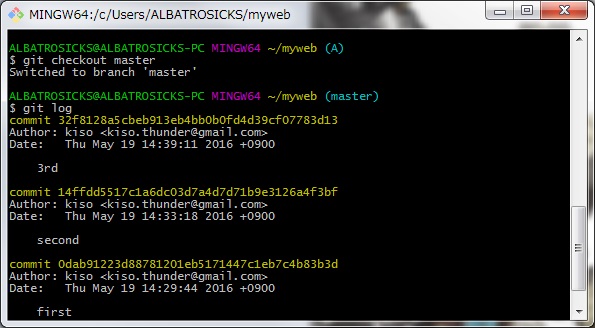 MINGW64:/c/Users/ALBATROSICKS/myweb
ALBATROSICKS@ALBATROSICKS-PC MINGW64 ~/myweb (A)
$ git checkout master
Switched to branch 'master'
ALBATROSICKS@ALBATROSICKS-PC MINGW64 ~/myweb (master)
$ git log
commit 32f8128a5cbeb913eb4bb0b0fd4d39cf07783d13
Author: kiso <kiso.thunder@gmail.com>
Date:   Thu May 19 14:39:11 2016 +0900
3rd
commit 14ffdd5517c1a6dc03d7a4d7d71b9e3126a4f3bf
Author: kiso <kiso.thunder@gmail.com>
Date:   Thu May 19 14:33:18 2016 +0900
second
commit 0dab91223d88781201eb5171447c1eb7c4b83b3d
Author: kiso <kiso.thunder@gmail.com>
Date:   Thu May 19 14:29:44 2016 +0900
first